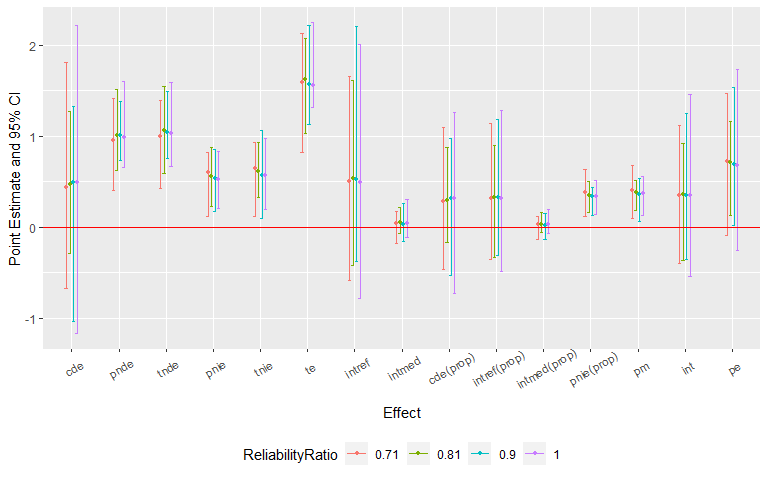 Point Estimate and 95% CI
2
1
0
-1
cde pnde tnde pnie tnie te intref intmed cde(prop) intref(prop) intmed(prop) pnie(prop) pm int pe
Effect
ReliabilityRatio 0.71 0.81 0.9 1